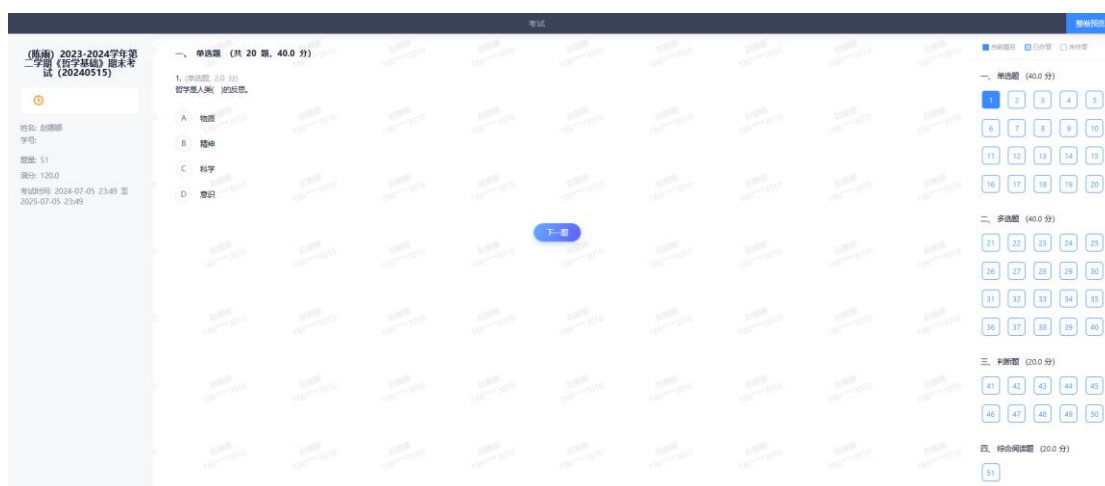 考试
整卷预览
(陈雨) 2023-2024学年第
二学期《哲学基础》期末考
试 (20240515)
姓名: 赵娜娜
学号:
题量: 51
满分: 120.0
考试时间: 2024-07-05 23:49 至
2025-07-05 23:49
一、 单选题 (共 20 题, 40.0 分)
1. (单选题, 2.0 分)
哲学是人类( )的反思。
A 物质
B 精神
C 科学
D 意识
下一题
当前题目 已作答 未作答
一、 单选题 (40.0 分)
1 2 3 4 5
6 7 8 9 10
11 12 13 14 15
16 17 18 19 20
二、 多选题 (40.0 分)
21 22 23 24 25
26 27 28 29 30
31 32 33 34 35
36 37 38 39 40
三、 判断题 (20.0 分)
41 42 43 44 45
46 47 48 49 50
四、 综合阅读题 (20.0 分)
51